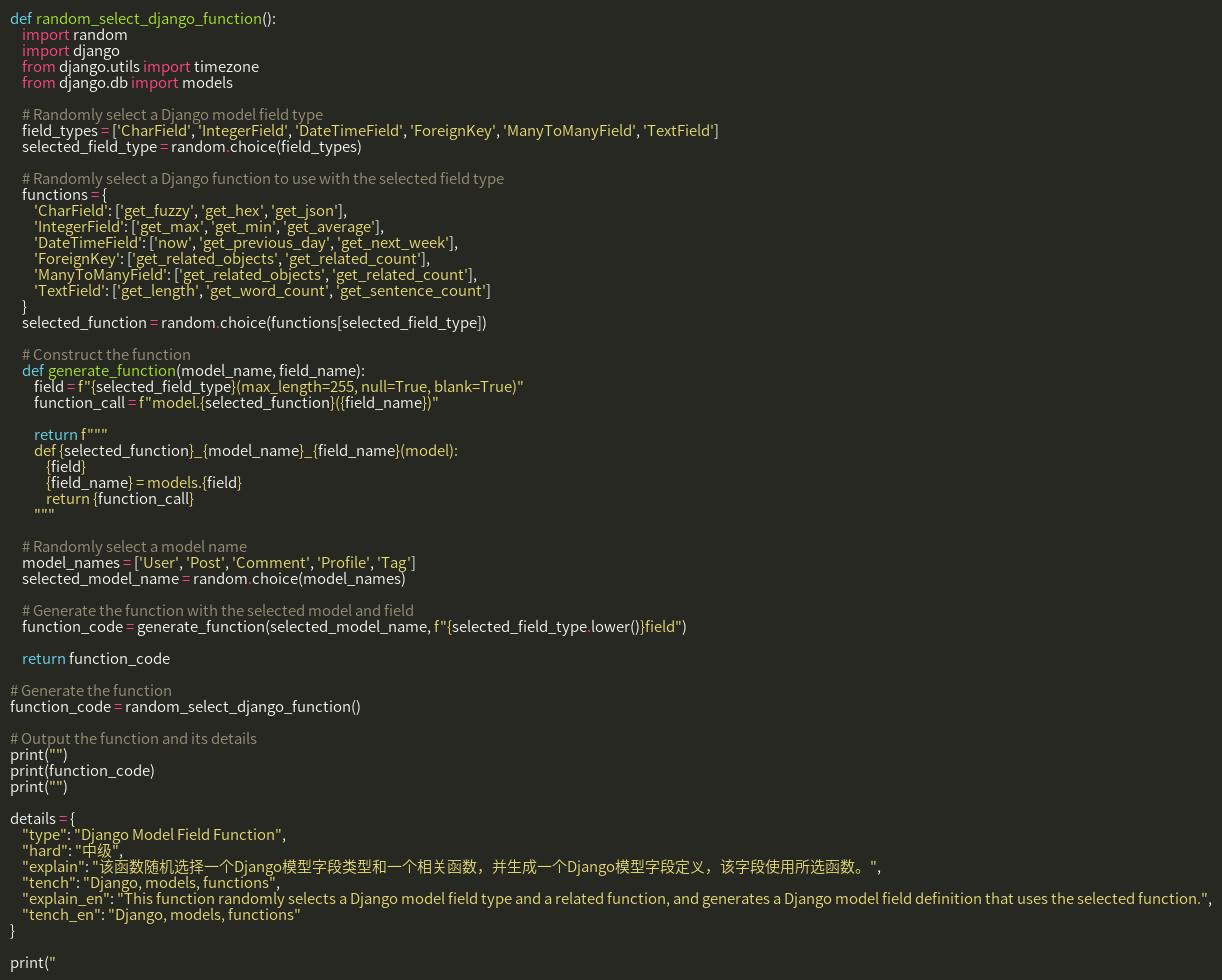 def random_select_django_function():
    import random
    import django
    from django.utils import timezone
    from django.db import models

    # Randomly select a Django model field type
    field_types = ['CharField', 'IntegerField', 'DateTimeField', 'ForeignKey', 'ManyToManyField', 'TextField']
    selected_field_type = random.choice(field_types)

    # Randomly select a Django function to use with the selected field type
    functions = {
        'CharField': ['get_fuzzy', 'get_hex', 'get_json'],
        'IntegerField': ['get_max', 'get_min', 'get_average'],
        'DateTimeField': ['now', 'get_previous_day', 'get_next_week'],
        'ForeignKey': ['get_related_objects', 'get_related_count'],
        'ManyToManyField': ['get_related_objects', 'get_related_count'],
        'TextField': ['get_length', 'get_word_count', 'get_sentence_count']
    }
    selected_function = random.choice(functions[selected_field_type])

    # Construct the function
    def generate_function(model_name, field_name):
        field = f"{selected_field_type}(max_length=255, null=True, blank=True)"
        function_call = f"model.{selected_function}({field_name})"

        return f"""
        def {selected_function}_{model_name}_{field_name}(model):
            {field}
            {field_name} = models.{field}
            return {function_call}
        """

    # Randomly select a model name
    model_names = ['User', 'Post', 'Comment', 'Profile', 'Tag']
    selected_model_name = random.choice(model_names)

    # Generate the function with the selected model and field
    function_code = generate_function(selected_model_name, f"{selected_field_type.lower()}field")

    return function_code

# Generate the function
function_code = random_select_django_function()

# Output the function and its details
print("")
print(function_code)
print("")

details = {
    "type": "Django Model Field Function",
    "hard": "中级",
    "explain": "该函数随机选择一个Django模型字段类型和一个相关函数，并生成一个Django模型字段定义，该字段使用所选函数。",
    "tench": "Django, models, functions",
    "explain_en": "This function randomly selects a Django model field type and a related function, and generates a Django model field definition that uses the selected function.",
    "tench_en": "Django, models, functions"
}

print("